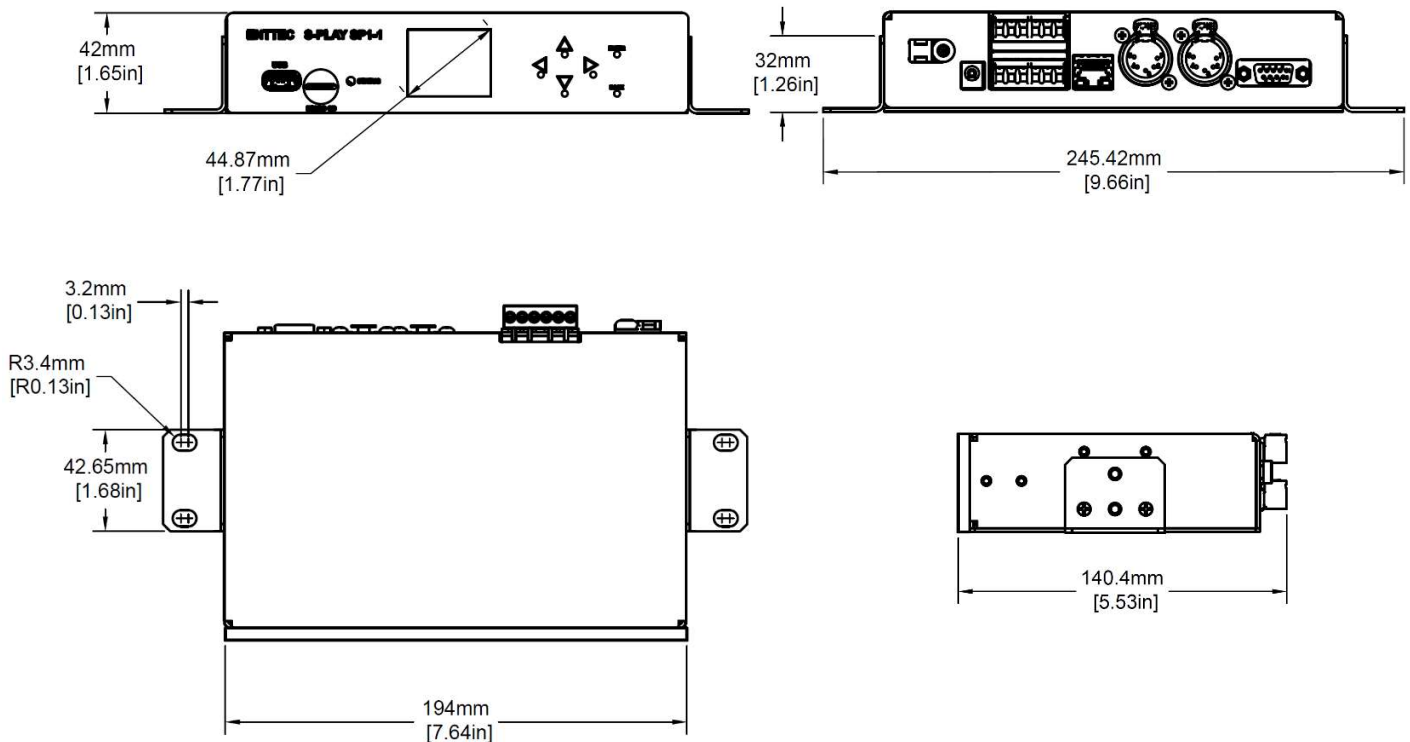 ENTTEC S-PLAY SP1-1
42mm
[1.65in]
USB
44.87mm
[1.77in]
32mm
[1.26in]
245.42mm
[9.66in]
3.2mm
[0.13in]
R3.4mm
[R0.13in]
42.65mm
[1.68in]
194mm
[7.64in]
140.4mm
[5.53in]